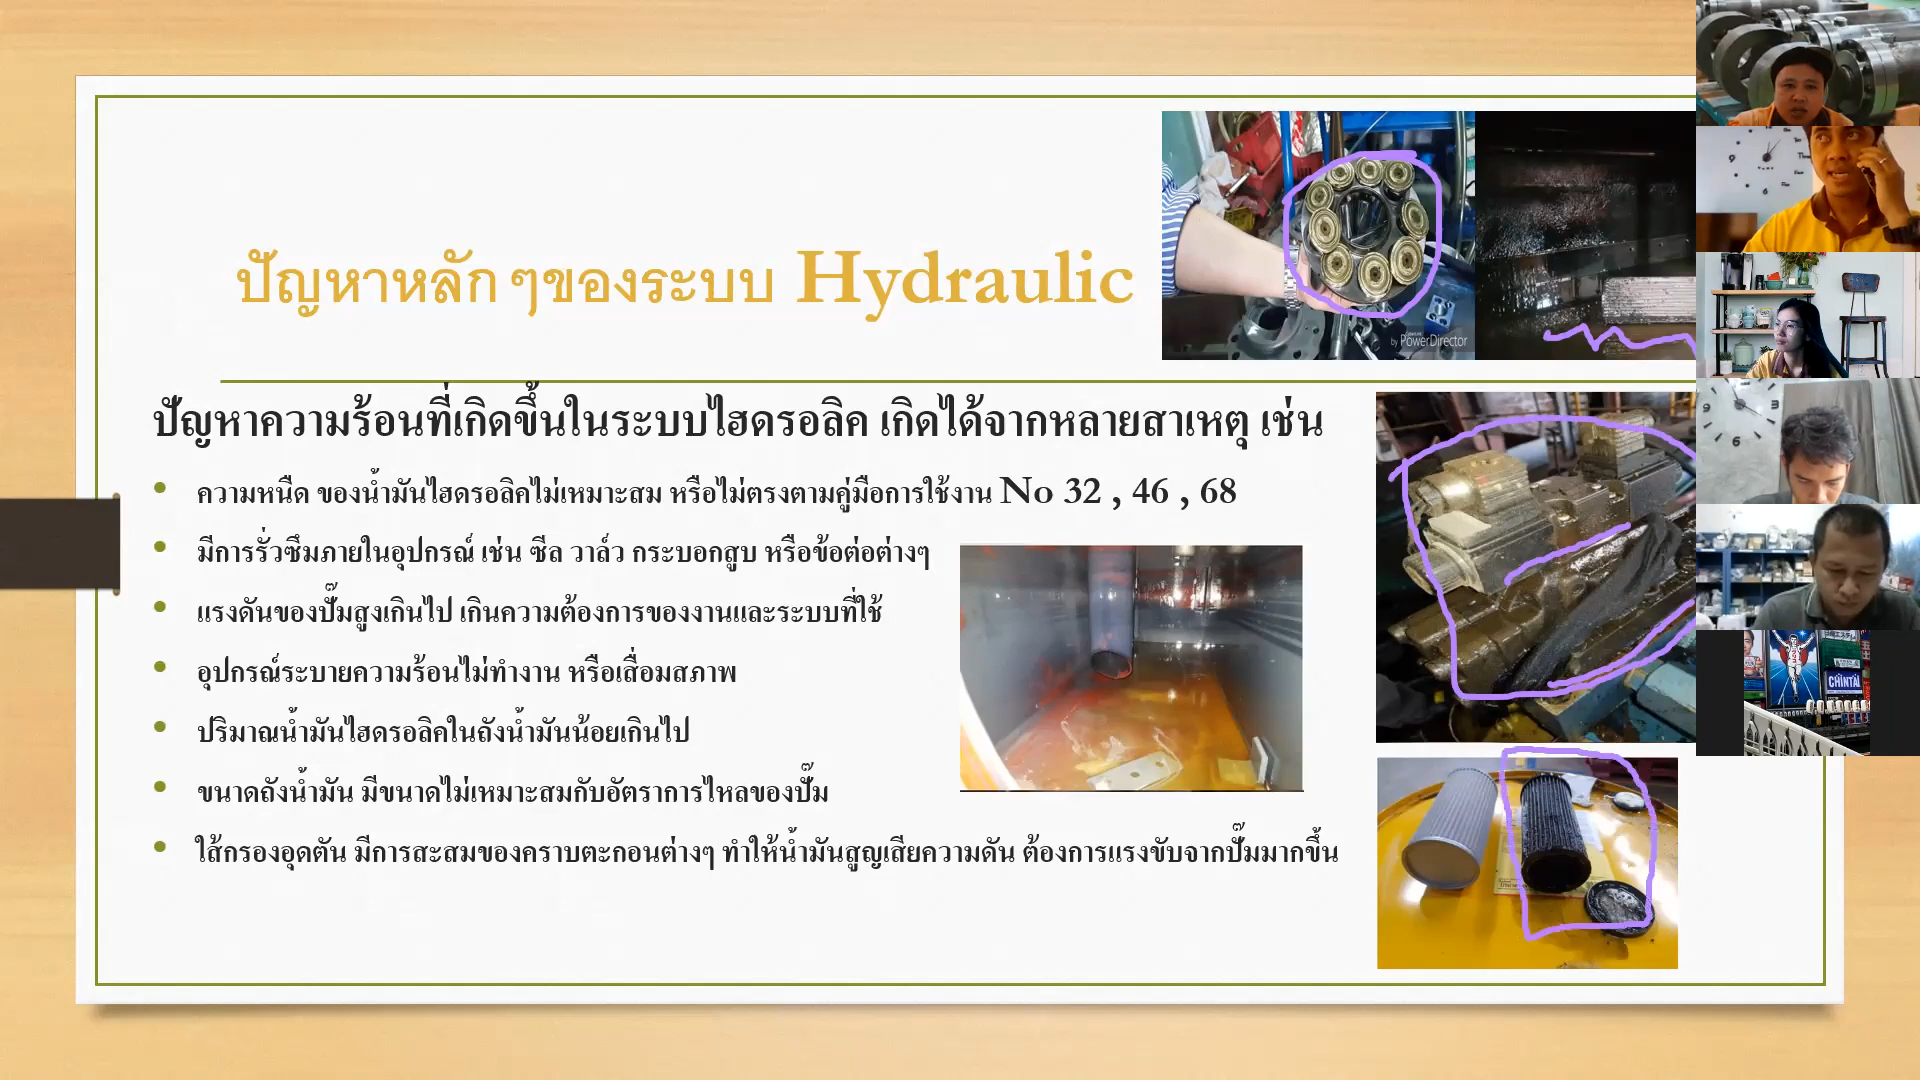 ปัญหาหลัก ๆของระบบ Hydraulic
by PowerDirector
ปัญหาความร้อนที่เกิดขึ้นในระบบไฮดรอลิค เกิดได้จากหลายสาเหตุ เช่น
ความหนืด ของน้ำมันไฮดรอลิคไม่เหมาะสม หรือไม่ตรงตามคู่มือการใช้งาน No 32 , 46 , 68
มีการรั่วซึมภายในอุปกรณ์ เช่น ซีล วาล์ว กระบอกสูบ หรือข้อต่อต่างๆ
แรงดันของปั๊มสูงเกินไป เกินความต้องการของงานและระบบที่ใช้
อุปกรณ์ระบายความร้อนไม่ทำงาน หรือเสื่อมสภาพ
ปริมาณน้ำมันไฮดรอลิคในถังน้ำมันน้อยเกินไป
ขนาดถังน้ำมัน มีขนาดไม่เหมาะสมกับอัตราการไหลของปั๊ม
ใส้กรองอุดตัน มีการสะสมของคราบตะกอนต่างๆ ทำให้น้ำมันสูญเสียความดัน ต้องการแรงขับจากปั๊มมากขึ้น
CHINTAI